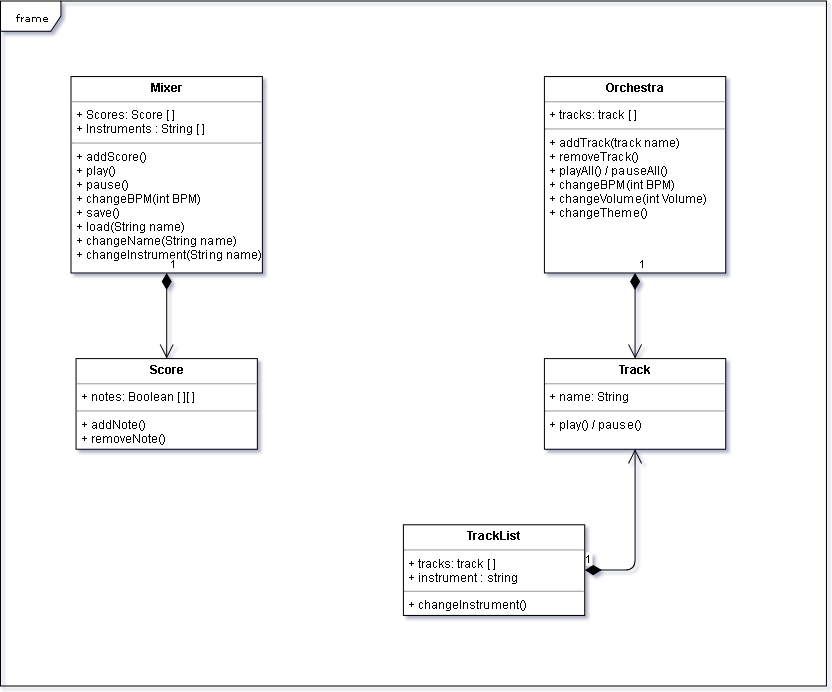 frame
Mixer
+ Scores: Score [ ]
+ Instruments : String [ ]
+ addScore()
+ play()
+ pause()
+ changeBPM(int BPM)
+ save()
+ load(String name)
+ changeName(String name)
+ changeInstrument(String name)
1
Orchestra
+ tracks: track [ ]
+ addTrack(track name)
+ removeTrack()
+ playAll() / pauseAll()
+ changeBPM(int BPM)
+ changeVolume(int Volume)
+ changeTheme()
1
Score
+ notes: Boolean [ ][ ]
+ addNote()
+ removeNote()
Track
+ name: String
+ play() / pause()
TrackList
+ tracks: track [ ]
+ instrument : string
+ changeInstrument()
1